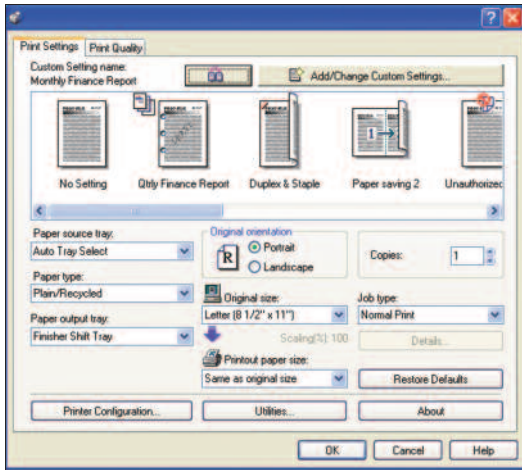 Print Settings Print Quality
Custom Setting name:
Monthly Finance Report
Add/Change Custom Settings...
1
No Setting Qtrly Finance Report Duplex & Staple Paper saving 2 Unauthorized
Paper source tray:
Auto Tray Select
Paper type:
Plain/Recycled
Paper output tray:
Finisher Shift Tray
Original orientation
R
Portrait
Landscape
Original size:
Letter (8 1/2" x 11")
Scaling(%): 100
Printout paper size:
Same as original size
Copies: 1
Job type:
Normal Print
Details...
Restore Defaults
Printer Configuration... Utilities... About
OK Cancel Help